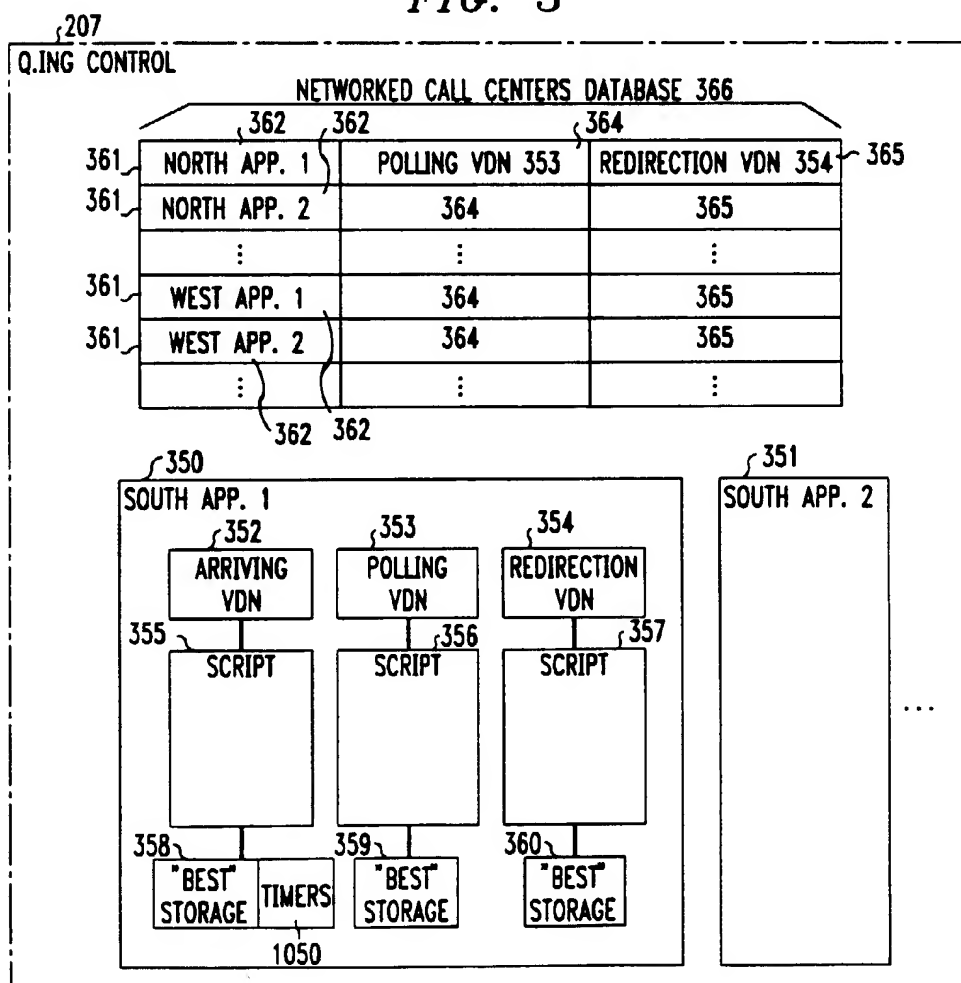 FIG. 3
207
Q.ING CONTROL
NETWORKED CALL CENTERS DATABASE 366
362 362 364
361 NORTH APP. 1 POLLING VDN 353 REDIRECTION VDN 354 365
361 NORTH APP. 2 364 365
⋮ ⋮ ⋮
361 WEST APP. 1 364 365
361 WEST APP. 2 364 365
⋮ ⋮ ⋮
362 362
350
SOUTH APP. 1
352 353 354
ARRIVING VDN
POLLING VDN
REDIRECTION VDN
355 356 357
SCRIPT SCRIPT SCRIPT
358 359 360
"BEST" STORAGE
TIMERS
"BEST" STORAGE
"BEST" STORAGE
1050
351
SOUTH APP. 2
...